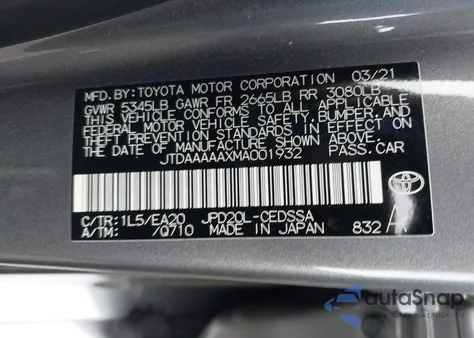 MFD. BY: TOYOTA MOTOR CORPORATION 03/21
GVWR 5345LB GAWR FR 2665LB RR 3080LB
THIS VEHICLE CONFORMS TO ALL APPLICABLE
FEDERAL MOTOR VEHICLE SAFETY, BUMPER, AND
THEFT PREVENTION STANDARDS IN EFFECT ON
THE DATE OF MANUFACTURE SHOWN ABOVE.
JTDAAAAAXMA001932 PASS. CAR
C/TR: 1L5/EA20 JPD20L-CEDSSA
A/TM: /Q710 MADE IN JAPAN 832
autaSnap